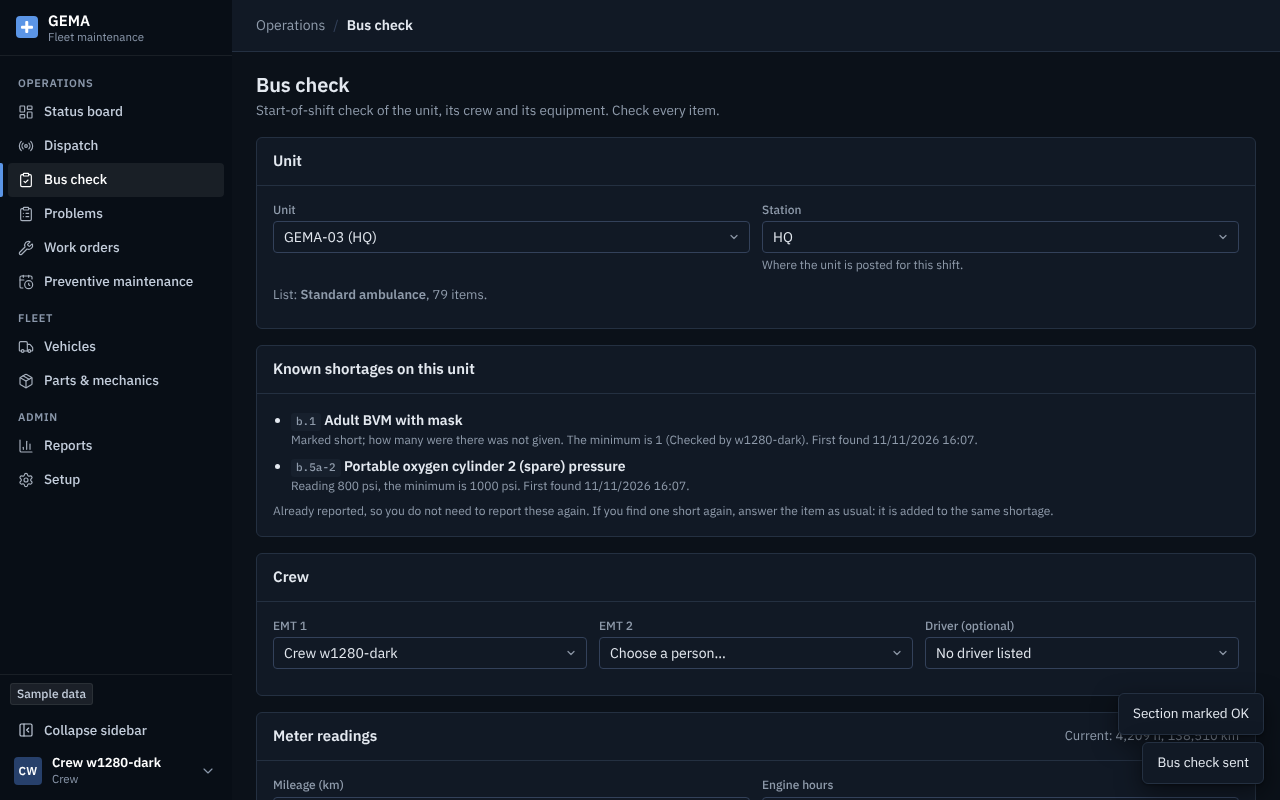 GEMA
Fleet maintenance
OPERATIONS
Status board
Dispatch
Bus check
Problems
Work orders
Preventive maintenance
FLEET
Vehicles
Parts & mechanics
ADMIN
Reports
Setup
Sample data
Collapse sidebar
CW
Crew w1280-dark
Crew
Operations / Bus check
Bus check
Start-of-shift check of the unit, its crew and its equipment. Check every item.
Unit
Unit
GEMA-03 (HQ)
Station
HQ
Where the unit is posted for this shift.
List: Standard ambulance, 79 items.
Known shortages on this unit
b.1 Adult BVM with mask
Marked short; how many were there was not given. The minimum is 1 (Checked by w1280-dark). First found 11/11/2026 16:07.
b.5a-2 Portable oxygen cylinder 2 (spare) pressure
Reading 800 psi, the minimum is 1000 psi. First found 11/11/2026 16:07.
Already reported, so you do not need to report these again. If you find one short again, answer the item as usual: it is added to the same shortage.
Crew
EMT 1
Crew w1280-dark
EMT 2
Choose a person...
Driver (optional)
No driver listed
Meter readings
Current: 4,209 h, 138,510 km
Mileage (km)
Engine hours
Section marked OK
Bus check sent